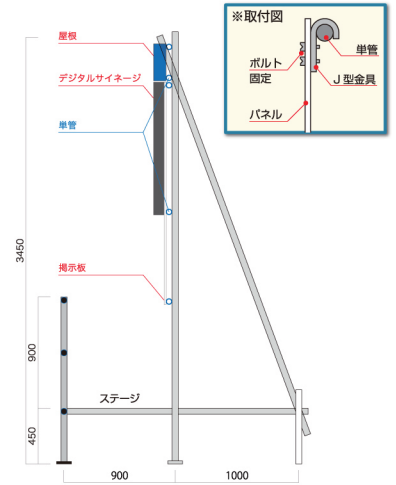 ※取付図
単管
ボルト
固定
J型金具
パネル
屋根
デジタルサイネージ
単管
掲示板
ステージ
3450
900
450
900
1000